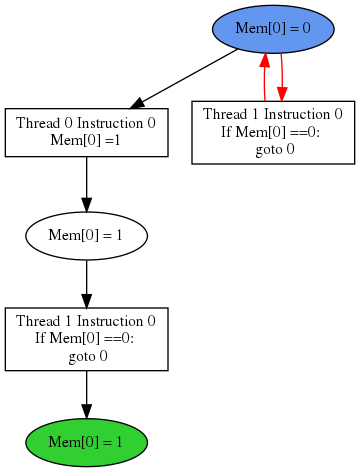 Mem[0] = 0
Thread 0 Instruction 0
Mem[0] =1
Thread 1 Instruction 0
If Mem[0] ==0:
goto 0
Mem[0] = 1
Thread 1 Instruction 0
If Mem[0] ==0:
goto 0
Mem[0] = 1